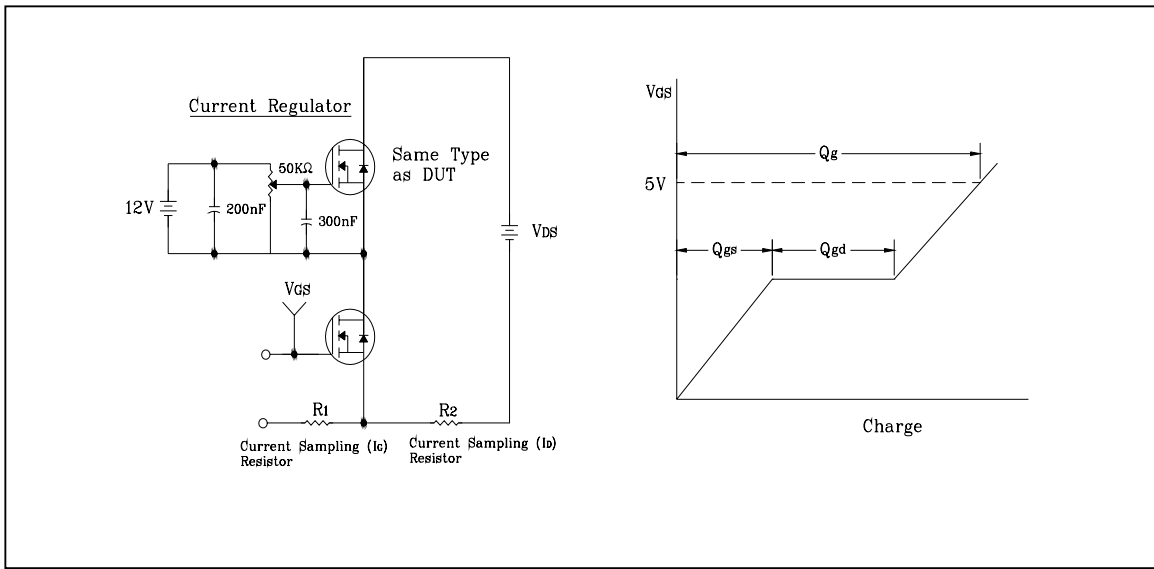 Current Regulator
50KΩ
12V
200nF
300nF
Same Type
as DUT
VDS
VGS
R1
R2
Current Sampling (IG)
Resistor
Current Sampling (ID)
Resistor
VGS
Qg
5V
Qgs
Qgd
Charge